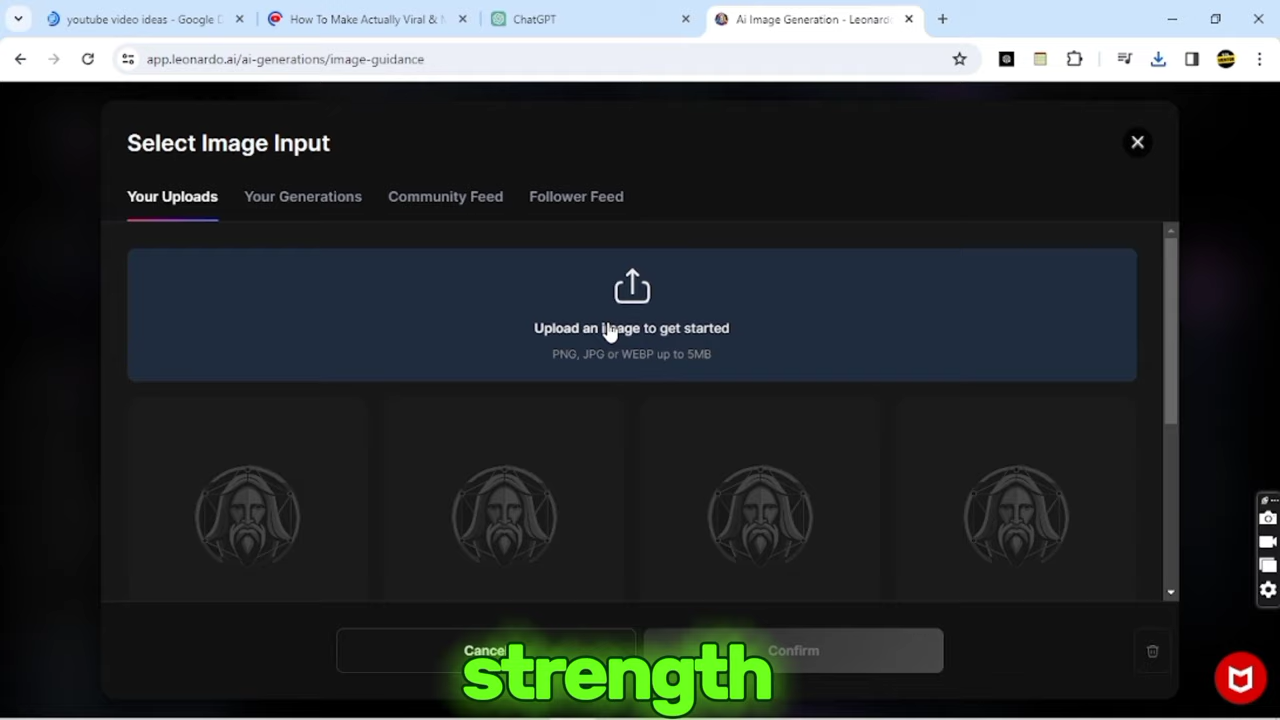 youtube video ideas - Google D
How To Make Actually Viral & M
ChatGPT
Ai Image Generation - Leonardo
app.leonardo.ai/ai-generations/image-guidance
Select Image Input
Your Uploads
Your Generations
Community Feed
Follower Feed
Upload an image to get started
PNG, JPG or WEBP up to 5MB
Cancel
Confirm
strength